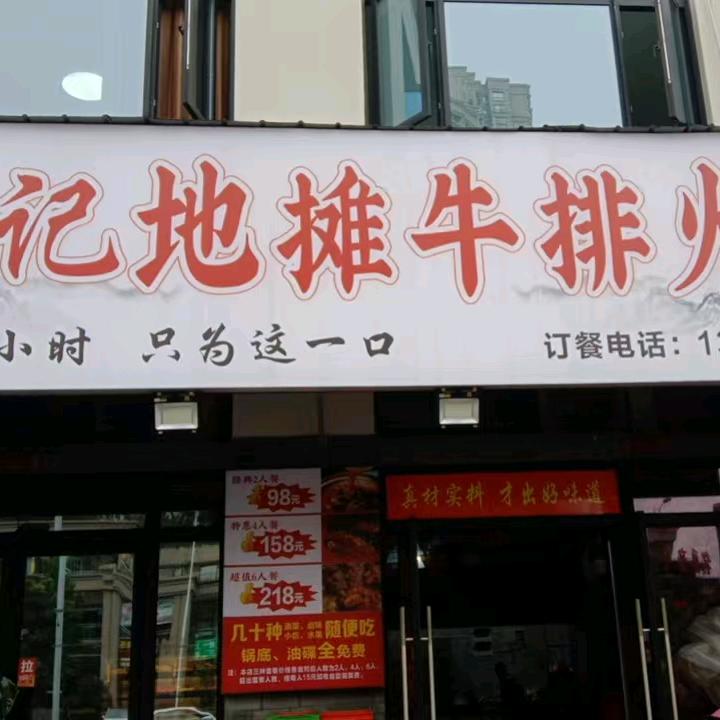 记地摊牛排火
小时 只为这一口
订餐电话：13
真材实料 才出好味道
经典2人餐
98元
特惠4人餐
158元
超值6人餐
218元
几十种 随便吃
锅底、油碟全免费
拉